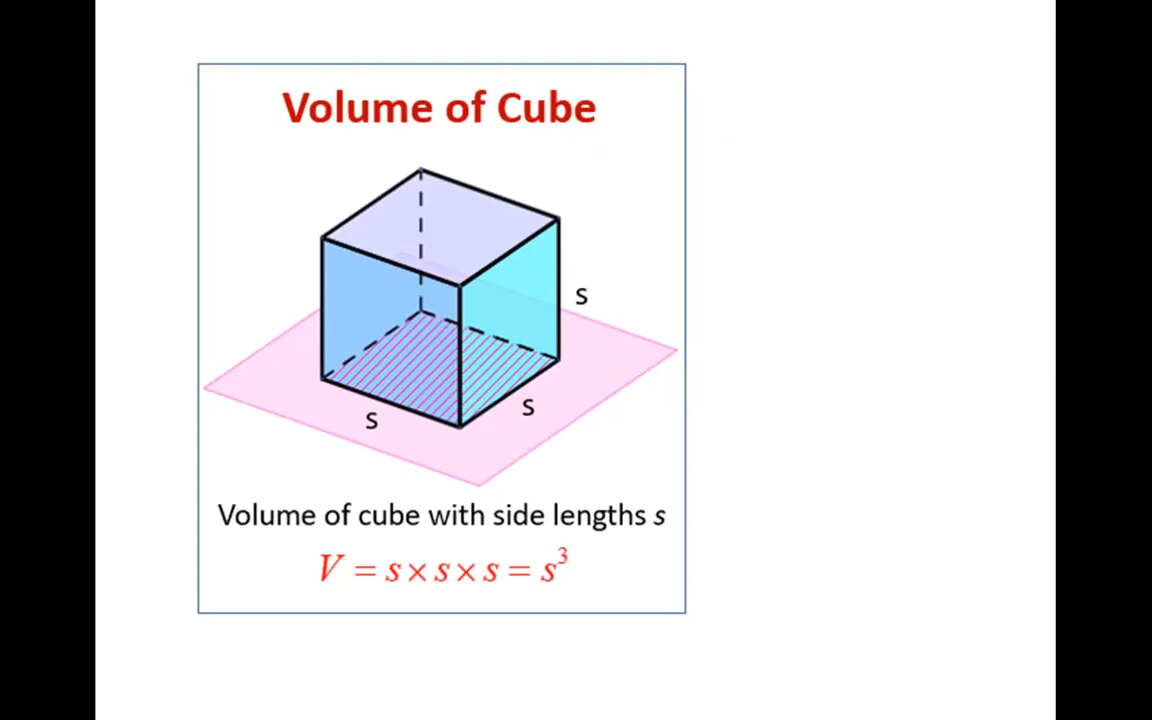 Volume of Cube
s
s
s
Volume of cube with side lengths s
V = s × s × s = s³